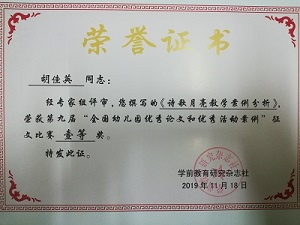 荣誉证书
胡佳英 同志：
经专家级评审，您撰写的《诗歌月亮教学案例分析》，
荣获第九届“全国幼儿园优秀论文和优秀活动案例”征
文比赛 壹等 奖。
特发此证。
学前教育研究杂志社
2019年11月18日